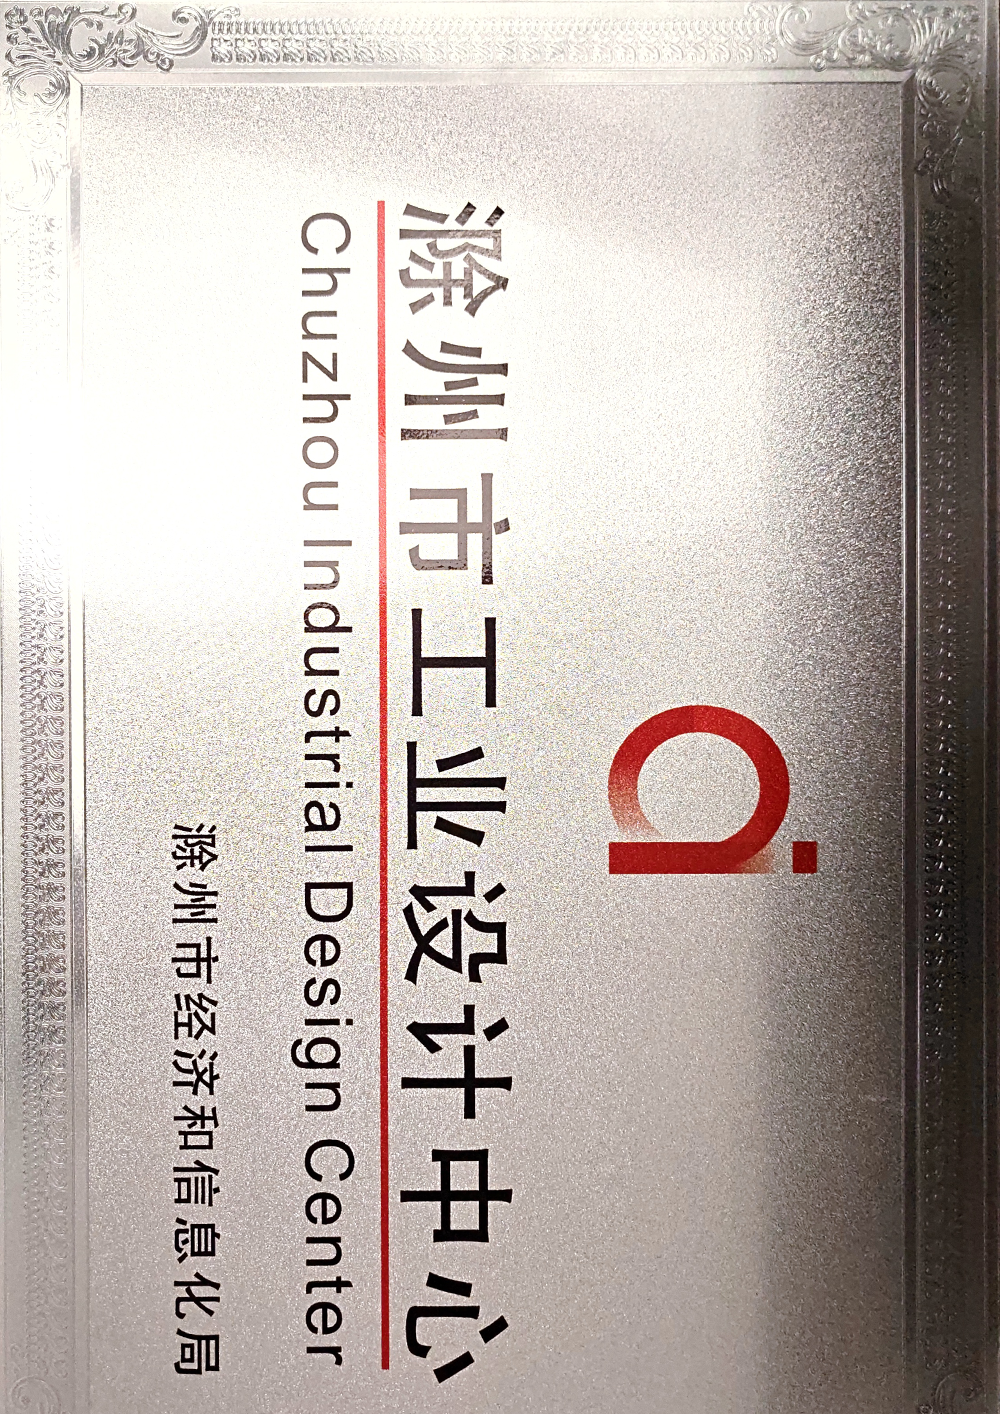 滁州市工业设计中心
Chuzhou Industrial Design Center
滁州市经济和信息化局